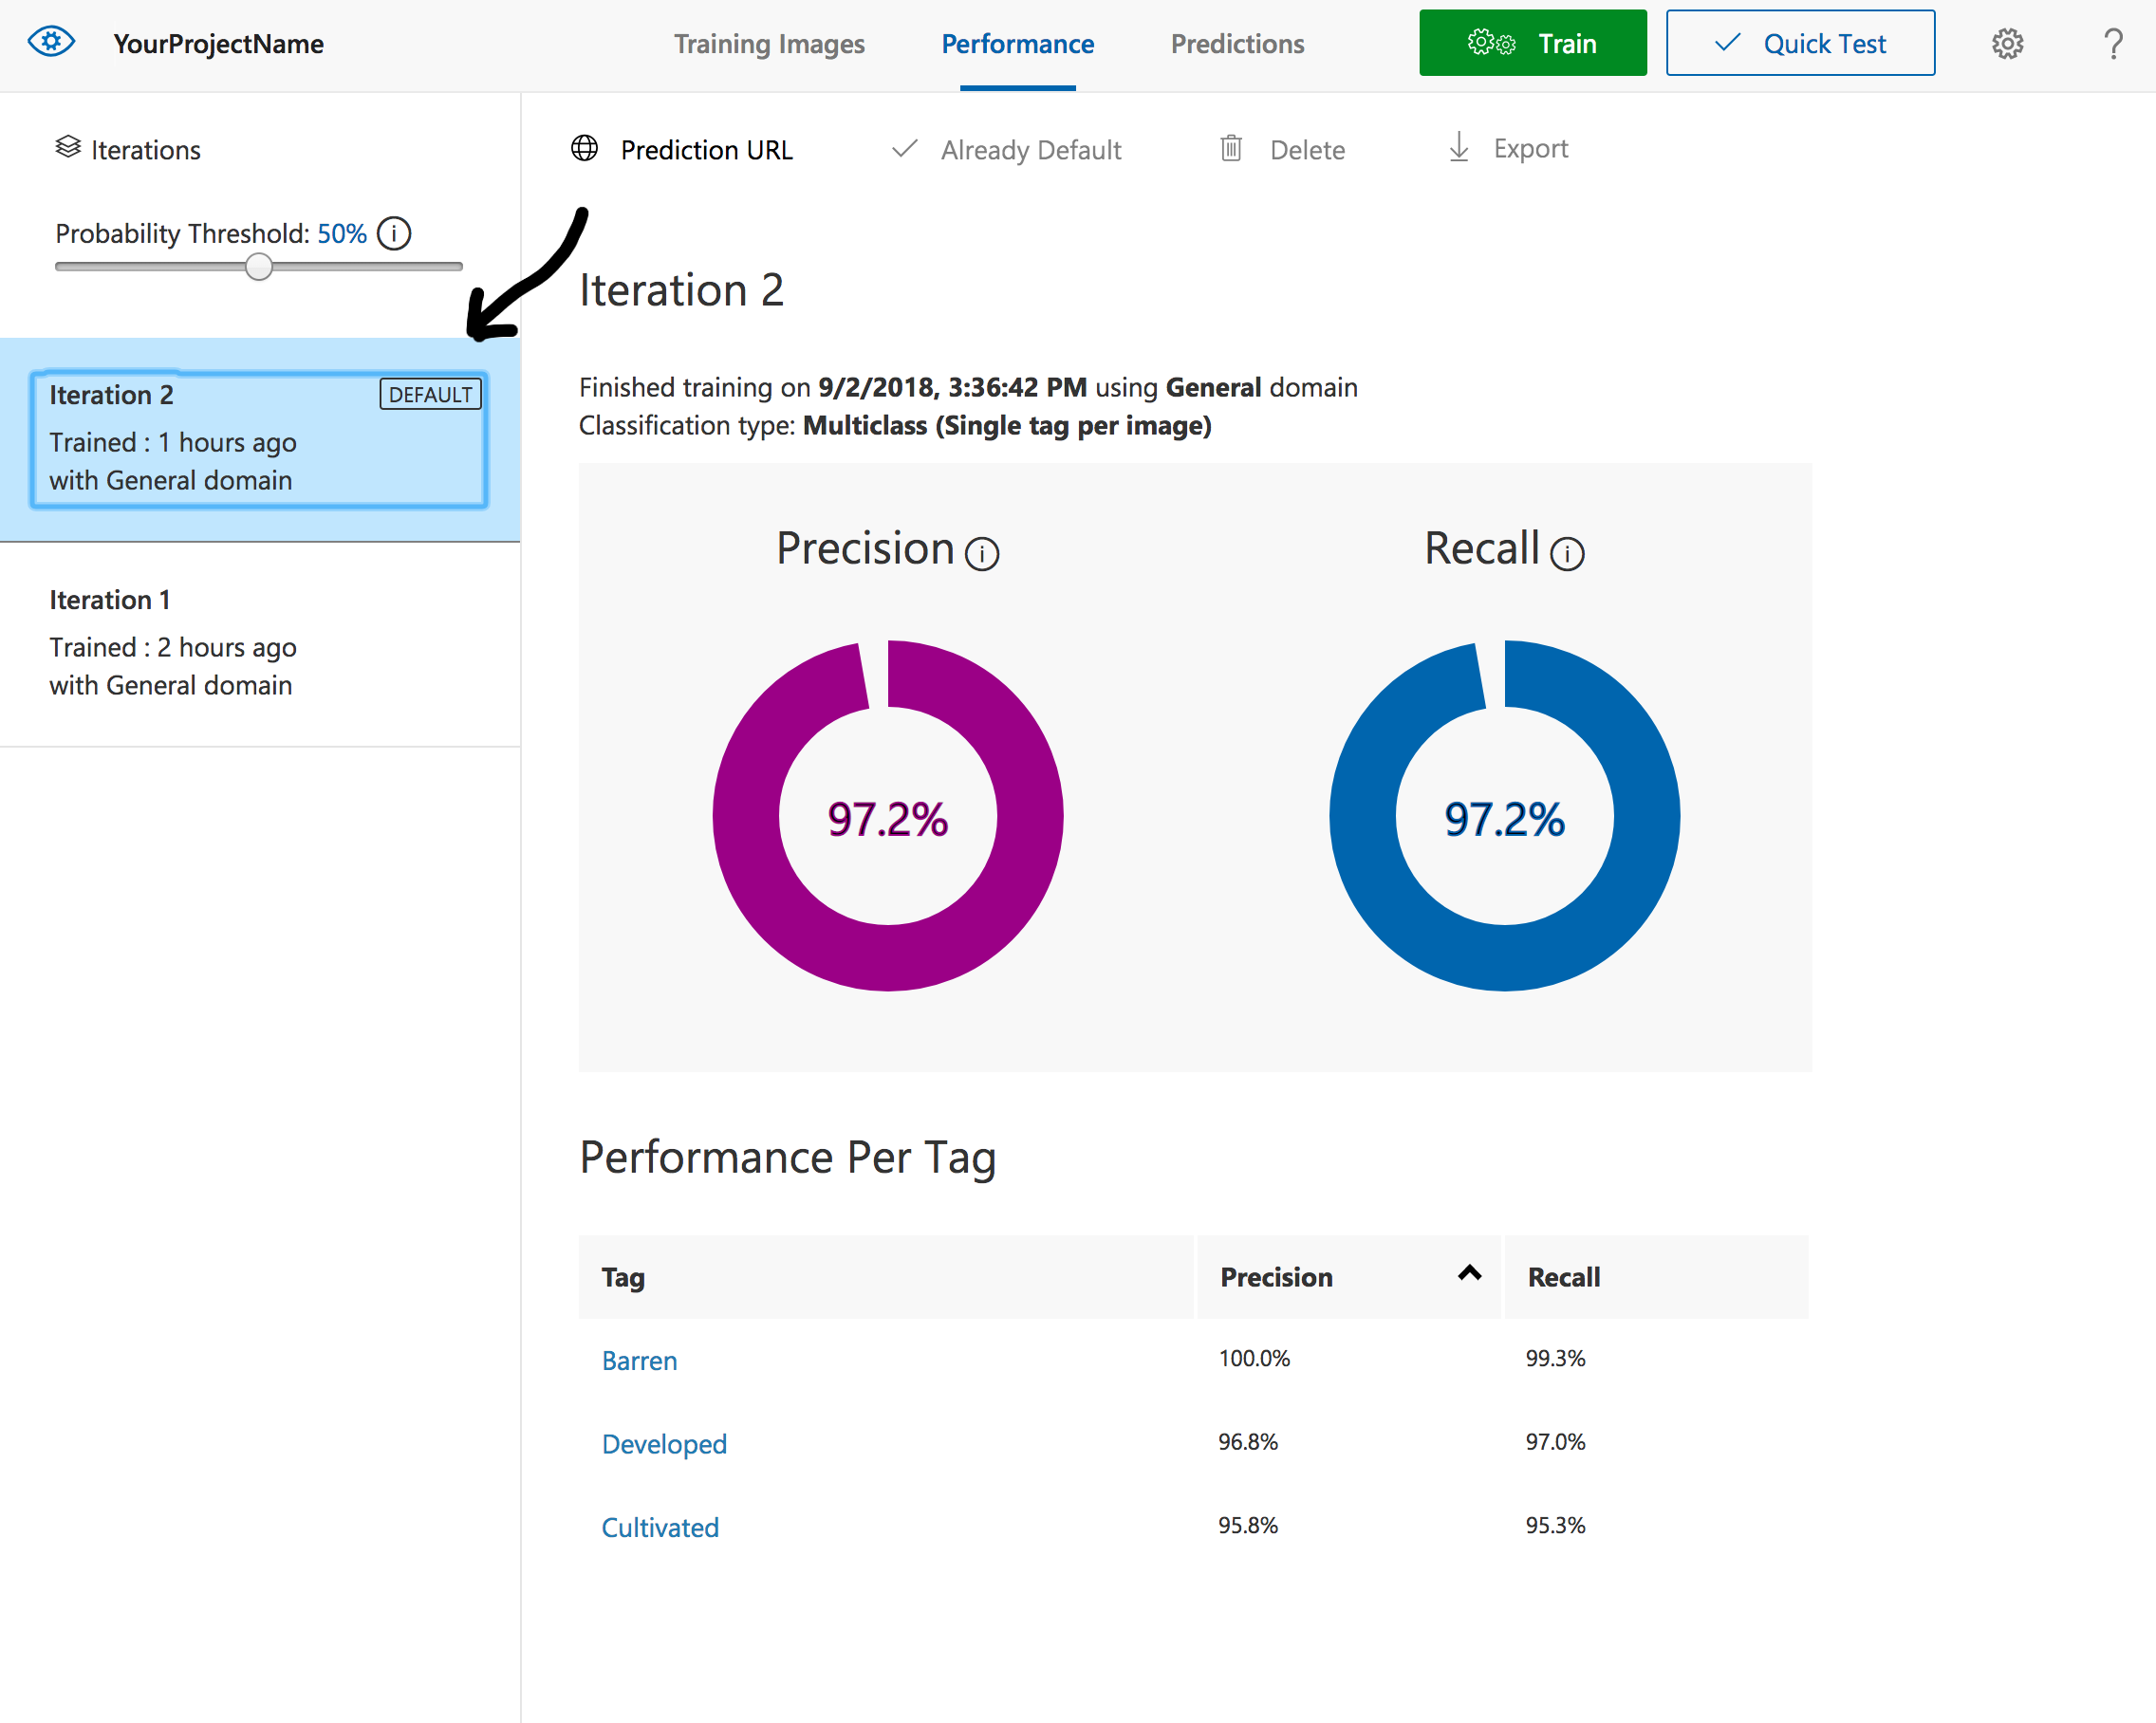 YourProjectName
Training Images
Performance
Predictions
Train
Quick Test
?
Iterations
Probability Threshold: 50%
Iteration 2
DEFAULT
Trained : 1 hours ago
with General domain
Iteration 1
Trained : 2 hours ago
with General domain
Prediction URL
Already Default
Delete
Export
Iteration 2
Finished training on 9/2/2018, 3:36:42 PM using General domain
Classification type: Multiclass (Single tag per image)
Precision
Recall
97.2%
97.2%
Performance Per Tag
Tag Precision Recall
Barren 100.0% 99.3%
Developed 96.8% 97.0%
Cultivated 95.8% 95.3%